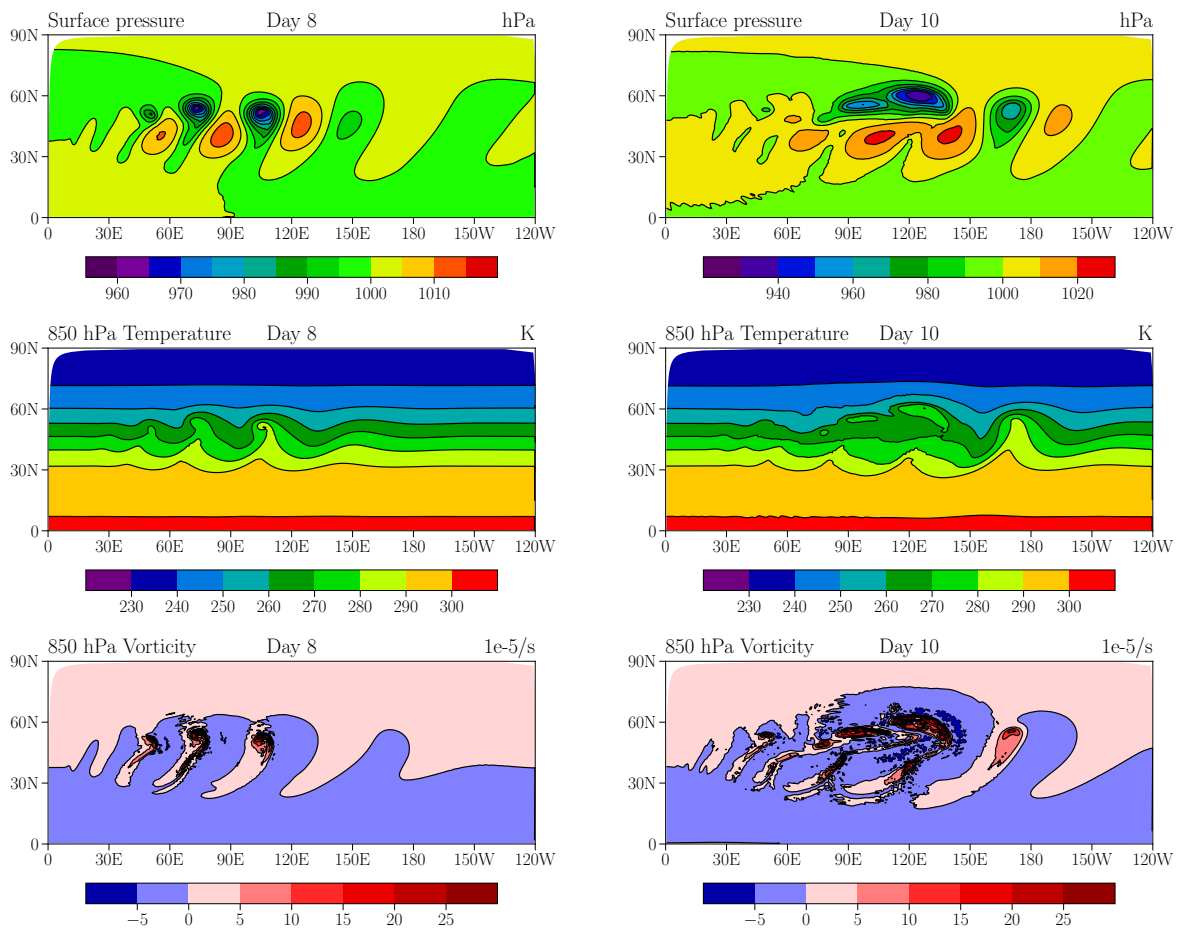 Surface pressure Day 8 hPa
90N
60N
30N
0
0 30E 60E 90E 120E 150E 180 150W 120W
960 970 980 990 1000 1010
Surface pressure Day 10 hPa
90N
60N
30N
0
0 30E 60E 90E 120E 150E 180 150W 120W
940 960 980 1000 1020
850 hPa Temperature Day 8 K
90N
60N
30N
0
0 30E 60E 90E 120E 150E 180 150W 120W
230 240 250 260 270 280 290 300
850 hPa Temperature Day 10 K
90N
60N
30N
0
0 30E 60E 90E 120E 150E 180 150W 120W
230 240 250 260 270 280 290 300
850 hPa Vorticity Day 8 1e-5/s
90N
60N
30N
0
0 30E 60E 90E 120E 150E 180 150W 120W
−5 0 5 10 15 20 25
850 hPa Vorticity Day 10 1e-5/s
90N
60N
30N
0
0 30E 60E 90E 120E 150E 180 150W 120W
−5 0 5 10 15 20 25